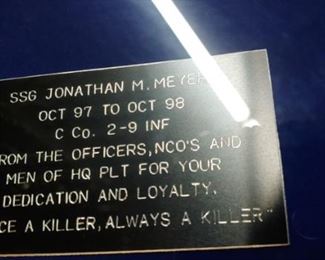 SSG JONATHAN M. MEYER
OCT 97 TO OCT 98
C Co. 2-9 INF
ROM THE OFFICERS,NCO'S AND
MEN OF HQ PLT FOR YOUR
DEDICATION AND LOYALTY.
CE A KILLER, ALWAYS A KILLER"